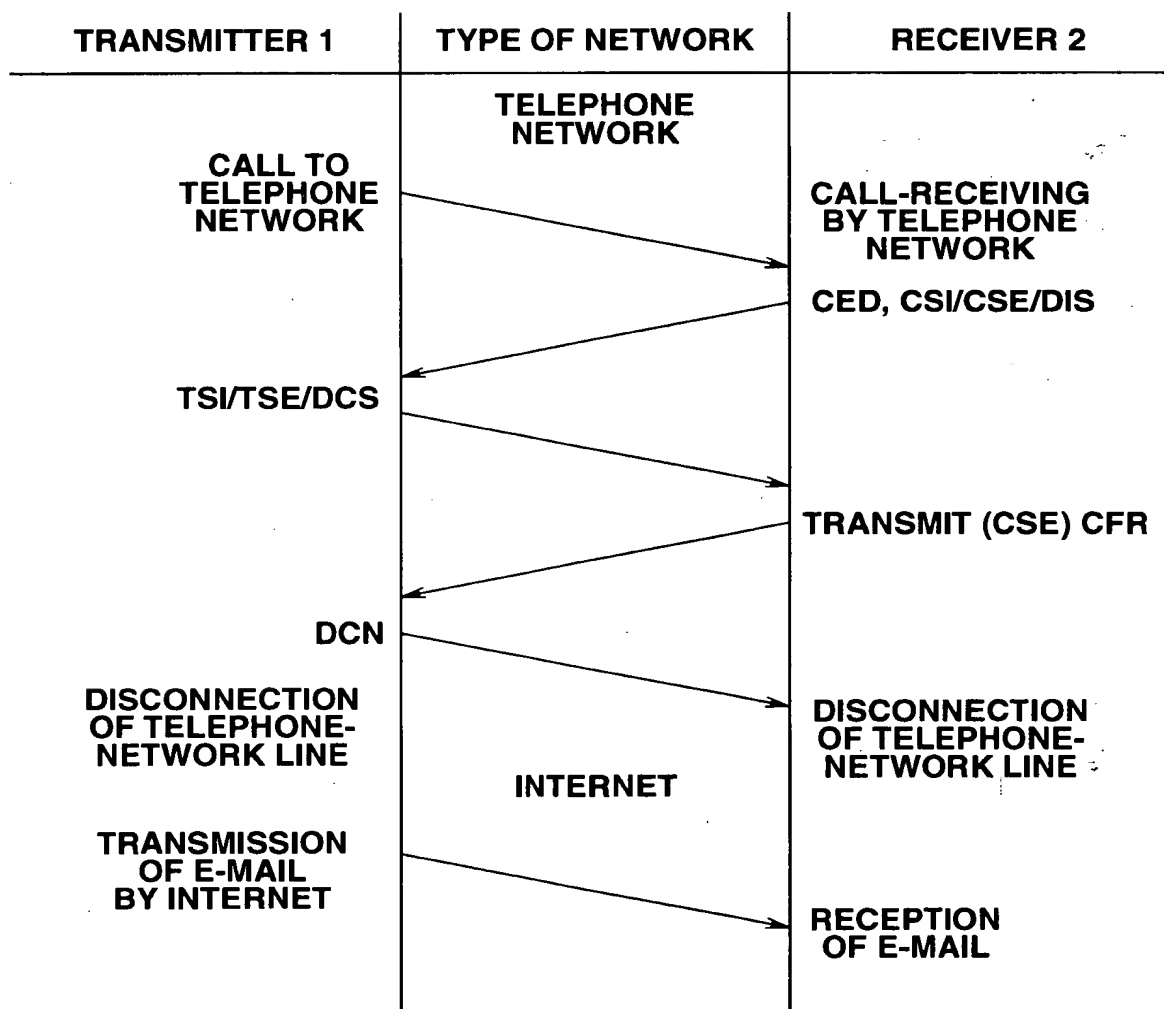 TRANSMITTER 1
TYPE OF NETWORK
RECEIVER 2
TELEPHONE
NETWORK
CALL TO
TELEPHONE
NETWORK
CALL-RECEIVING
BY TELEPHONE
NETWORK
CED, CSI/CSE/DIS
TSI/TSE/DCS
TRANSMIT (CSE) CFR
DCN
DISCONNECTION
OF TELEPHONE-
NETWORK LINE
DISCONNECTION
OF TELEPHONE-
NETWORK LINE
INTERNET
TRANSMISSION
OF E-MAIL
BY INTERNET
RECEPTION
OF E-MAIL